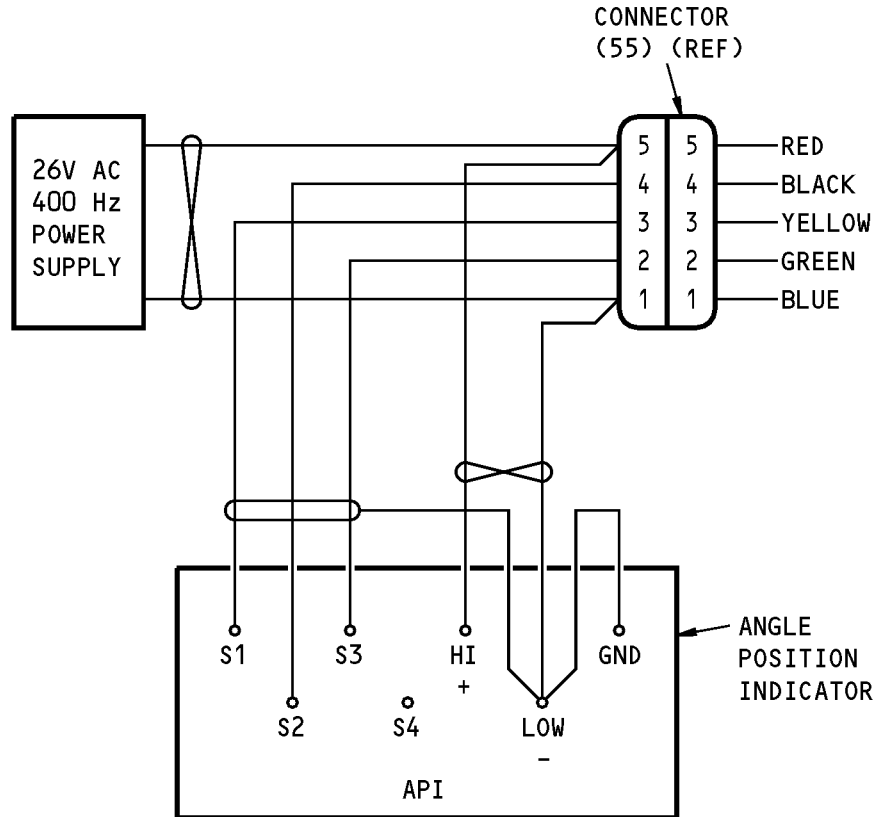 CONNECTOR
(55) (REF)
26V AC
400 Hz
POWER
SUPPLY
5 5 RED
4 4 BLACK
3 3 YELLOW
2 2 GREEN
1 1 BLUE
S1 S3 HI GND
+
S2 S4 LOW
-
API
ANGLE
POSITION
INDICATOR